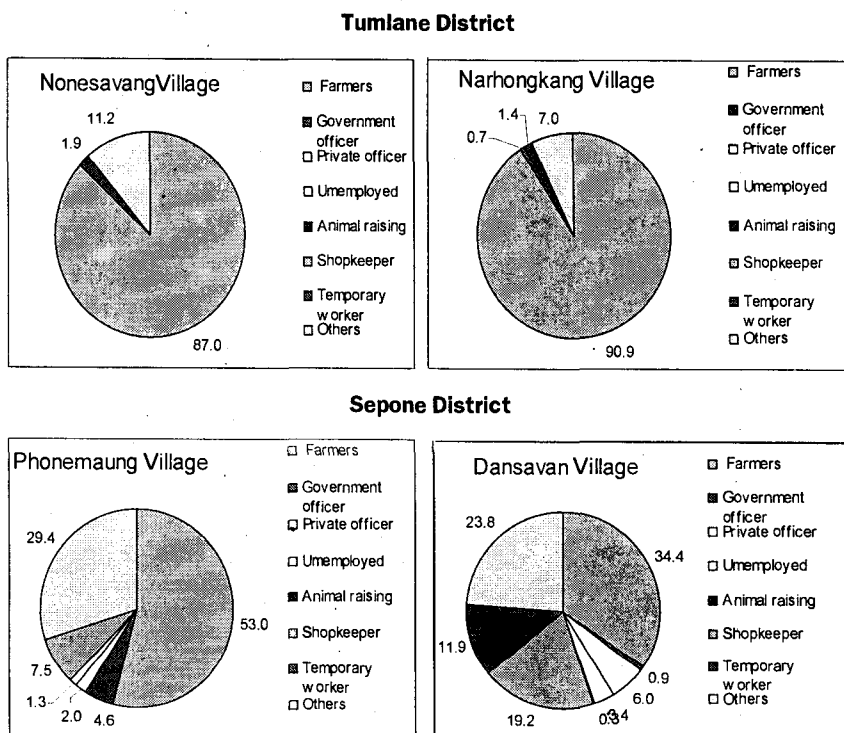 Tumlane District
NonesavangVillage
11.2
1.9
87.0
Farmers
Government
officer
Private officer
Umemployed
Animal raising
Shopkeeper
Temporary
worker
Others
Narhongkang Village
1.4
7.0
0.7
90.9
Farmers
Government
officer
Private officer
Umemployed
Animal raising
Shopkeeper
Temporary
worker
Others
Sepone District
Phonemaung Village
29.4
53.0
7.5
1.3
2.0
4.6
Farmers
Government
officer
Private officer
Umemployed
Animal raising
Shopkeeper
Temporary
worker
Others
Dansavan Village
23.8
34.4
11.9
0.9
6.0
3.4
0.3
19.2
Farmers
Government
officer
Private officer
Umemployed
Animal raising
Shopkeeper
Temporary
worker
Others